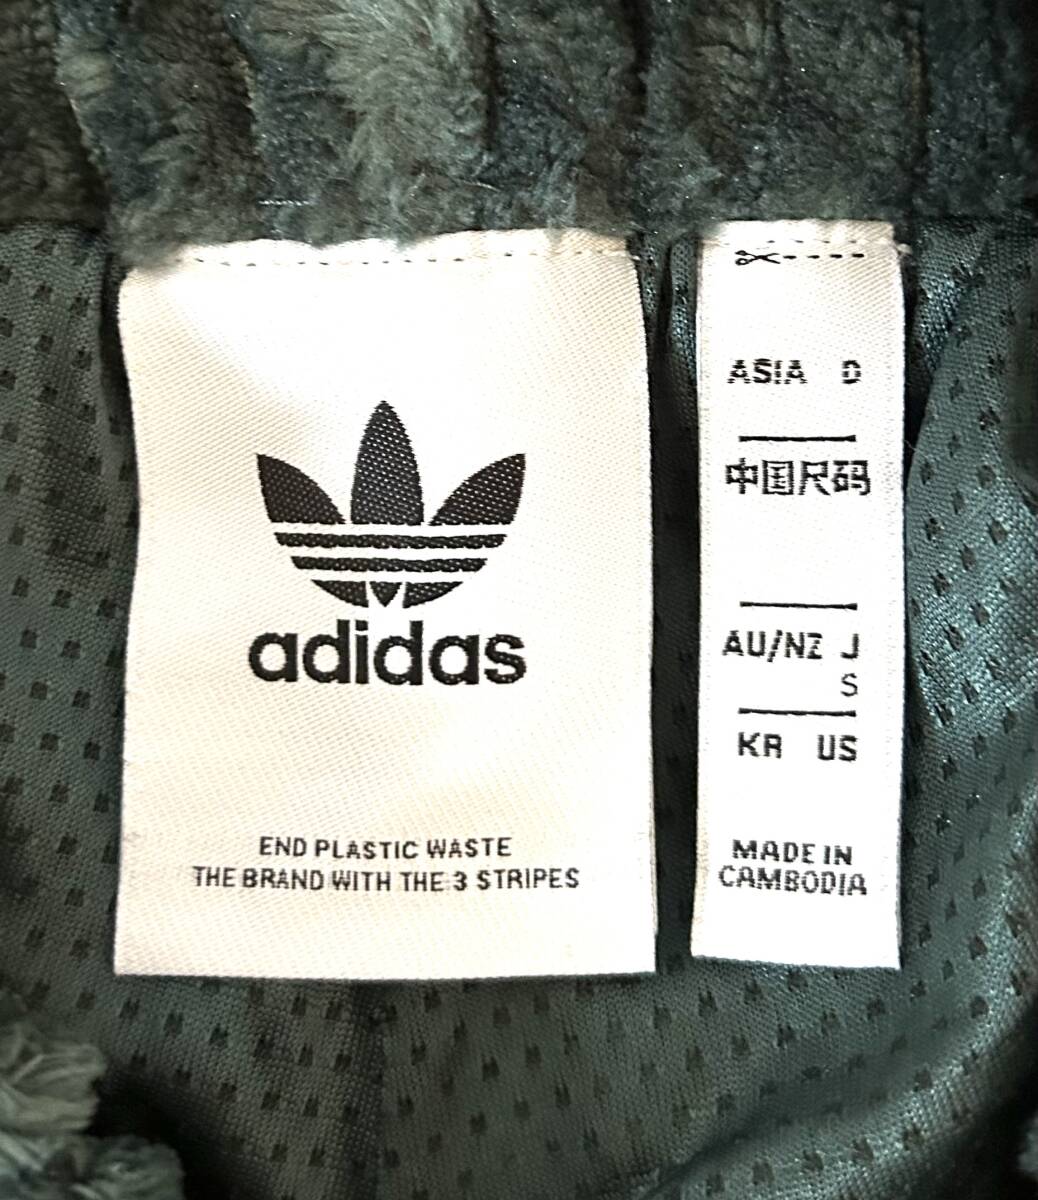 adidas
END PLASTIC WASTE
THE BRAND WITH THE 3 STRIPES
ASIA D
中国尺码
AU/NZ J
S
KR US
MADE IN
CAMBODIA